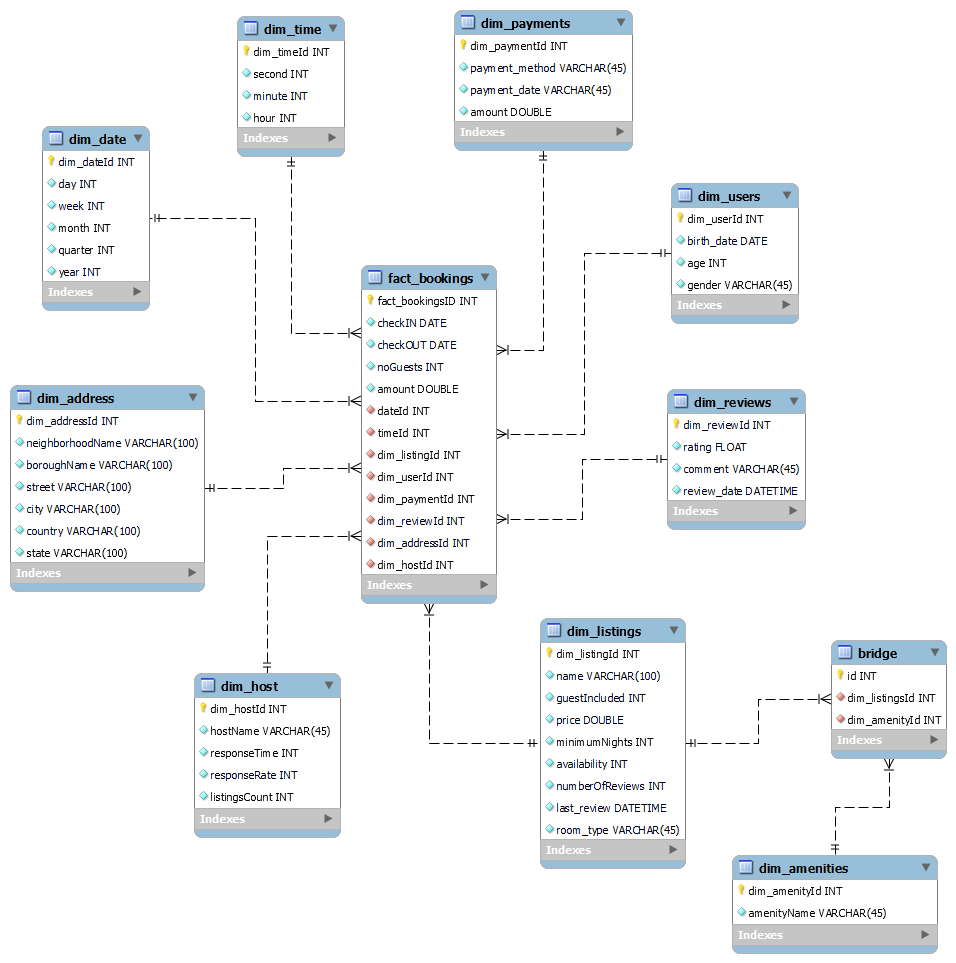 dim_time
dim_timeId INT
second INT
minute INT
hour INT
Indexes
dim_payments
dim_paymentId INT
payment_method VARCHAR(45)
payment_date VARCHAR(45)
amount DOUBLE
Indexes
dim_date
dim_dateId INT
day INT
week INT
month INT
quarter INT
year INT
Indexes
dim_users
dim_userId INT
birth_date DATE
age INT
gender VARCHAR(45)
Indexes
fact_bookings
fact_bookingsID INT
checkIN DATE
checkOUT DATE
noGuests INT
amount DOUBLE
dateId INT
timeId INT
dim_listingId INT
dim_userId INT
dim_paymentId INT
dim_reviewId INT
dim_addressId INT
dim_hostId INT
Indexes
dim_address
dim_addressId INT
neighborhoodName VARCHAR(100)
boroughName VARCHAR(100)
street VARCHAR(100)
city VARCHAR(100)
country VARCHAR(100)
state VARCHAR(100)
Indexes
dim_reviews
dim_reviewId INT
rating FLOAT
comment VARCHAR(45)
review_date DATETIME
Indexes
dim_host
dim_hostId INT
hostName VARCHAR(45)
responseTime INT
responseRate INT
listingsCount INT
Indexes
dim_listings
dim_listingId INT
name VARCHAR(100)
guestIncluded INT
price DOUBLE
minimumNights INT
availability INT
numberOfReviews INT
last_review DATETIME
room_type VARCHAR(45)
Indexes
bridge
id INT
dim_listingsId INT
dim_amenityId INT
Indexes
dim_amenities
dim_amenityId INT
amenityName VARCHAR(45)
Indexes